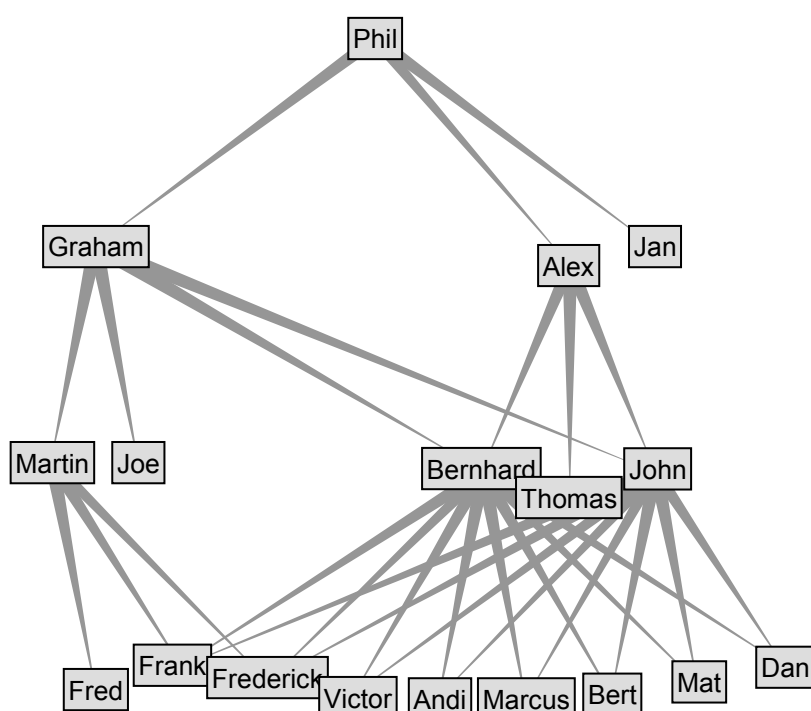 Phil
Graham
Alex
Jan
Martin
Joe
Bernhard
Thomas
John
Fred
Frank
Frederick
Victor
Andi
Marcus
Bert
Mat
Dan